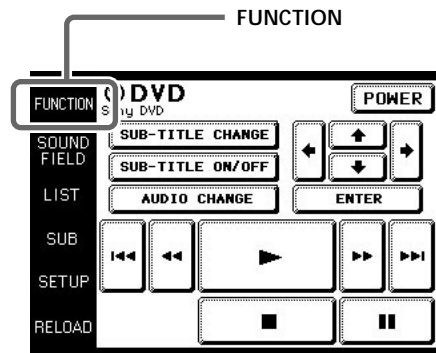 FUNCTION
FUNCTION
DVD
Sony DVD
POWER
SOUND
FIELD
SUB-TITLE CHANGE
SUB-TITLE ON/OFF
LIST
AUDIO CHANGE
ENTER
SUB
SETUP
RELOAD